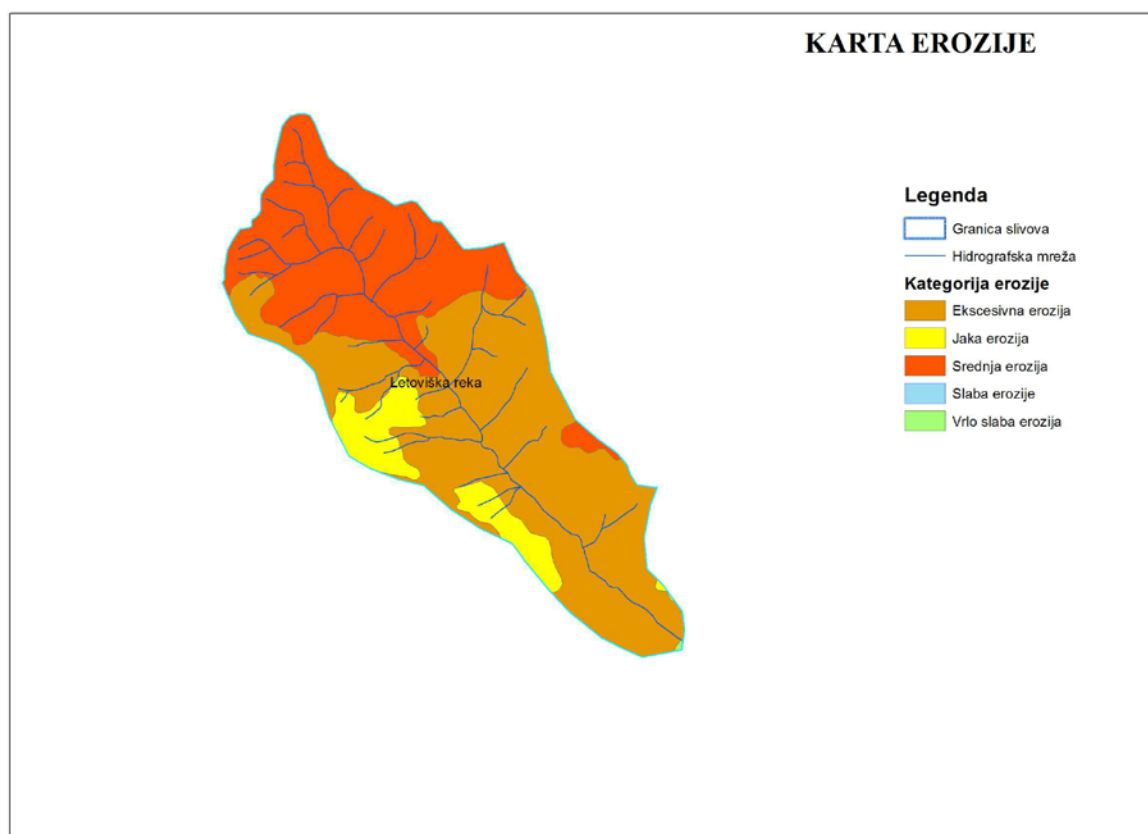 KARTA EROZIJE
Legenda
Granica slivova
Hidrografska mreža
Kategorija erozije
Ekscesivna erozija
Jaka erozija
Srednja erozija
Slaba erozije
Vrlo slaba erozija
Letoviška reka